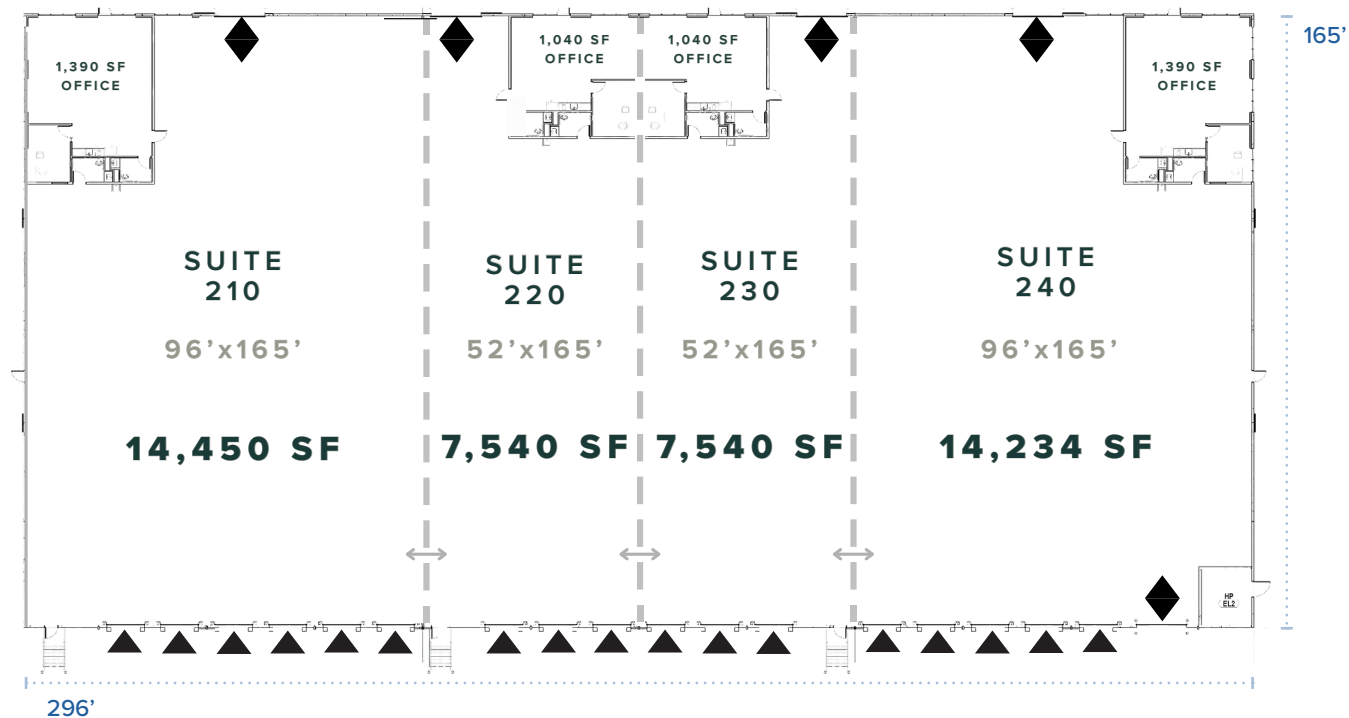 165’
1,390 SF
OFFICE
1,040 SF
OFFICE
1,040 SF
OFFICE
1,390 SF
OFFICE
SUITE
210
96’x165’
14,450 SF
SUITE
220
52’x165’
7,540 SF
SUITE
230
52’x165’
7,540 SF
SUITE
240
96’x165’
14,234 SF
HP
EL2
296’